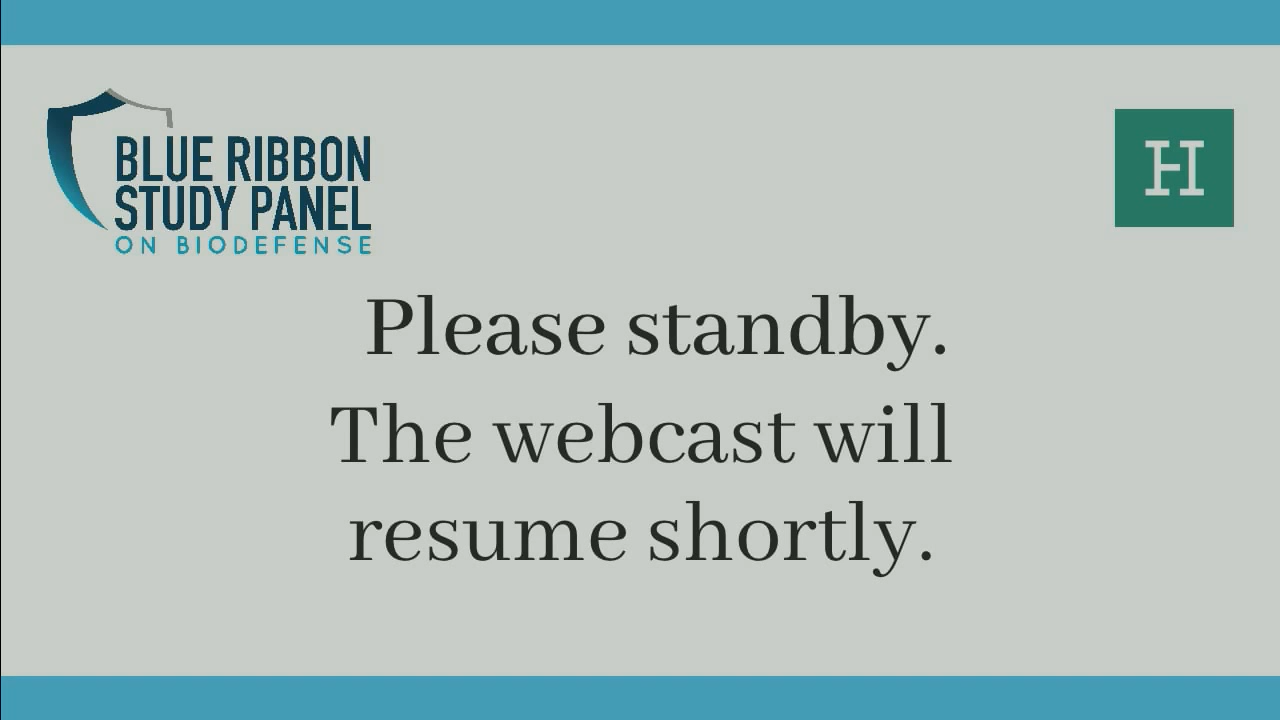 BLUE RIBBON
STUDY PANEL
ON BIODEFENSE
H
Please standby.
The webcast will
resume shortly.